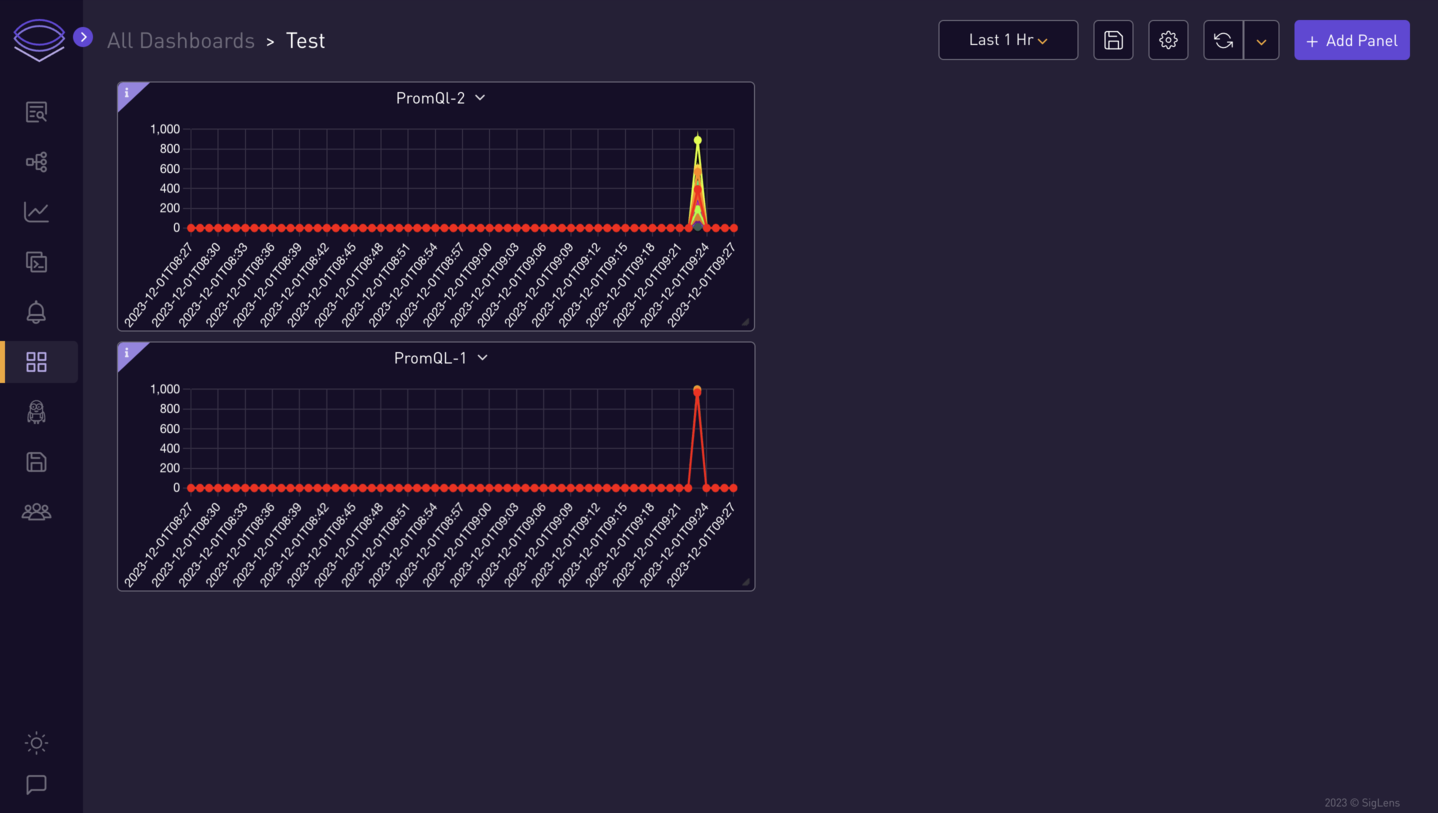 All Dashboards > Test
Last 1 Hr
+ Add Panel
i
PromQl-2
1,000
800
600
400
200
0
2023-12-01T08:27
2023-12-01T08:30
2023-12-01T08:33
2023-12-01T08:36
2023-12-01T08:39
2023-12-01T08:42
2023-12-01T08:45
2023-12-01T08:48
2023-12-01T08:51
2023-12-01T08:54
2023-12-01T08:57
2023-12-01T09:00
2023-12-01T09:03
2023-12-01T09:06
2023-12-01T09:09
2023-12-01T09:12
2023-12-01T09:15
2023-12-01T09:18
2023-12-01T09:21
2023-12-01T09:24
2023-12-01T09:27
i
PromQL-1
1,000
800
600
400
200
0
2023-12-01T08:27
2023-12-01T08:30
2023-12-01T08:33
2023-12-01T08:36
2023-12-01T08:39
2023-12-01T08:42
2023-12-01T08:45
2023-12-01T08:48
2023-12-01T08:51
2023-12-01T08:54
2023-12-01T08:57
2023-12-01T09:00
2023-12-01T09:03
2023-12-01T09:06
2023-12-01T09:09
2023-12-01T09:12
2023-12-01T09:15
2023-12-01T09:18
2023-12-01T09:21
2023-12-01T09:24
2023-12-01T09:27
2023 © SigLens